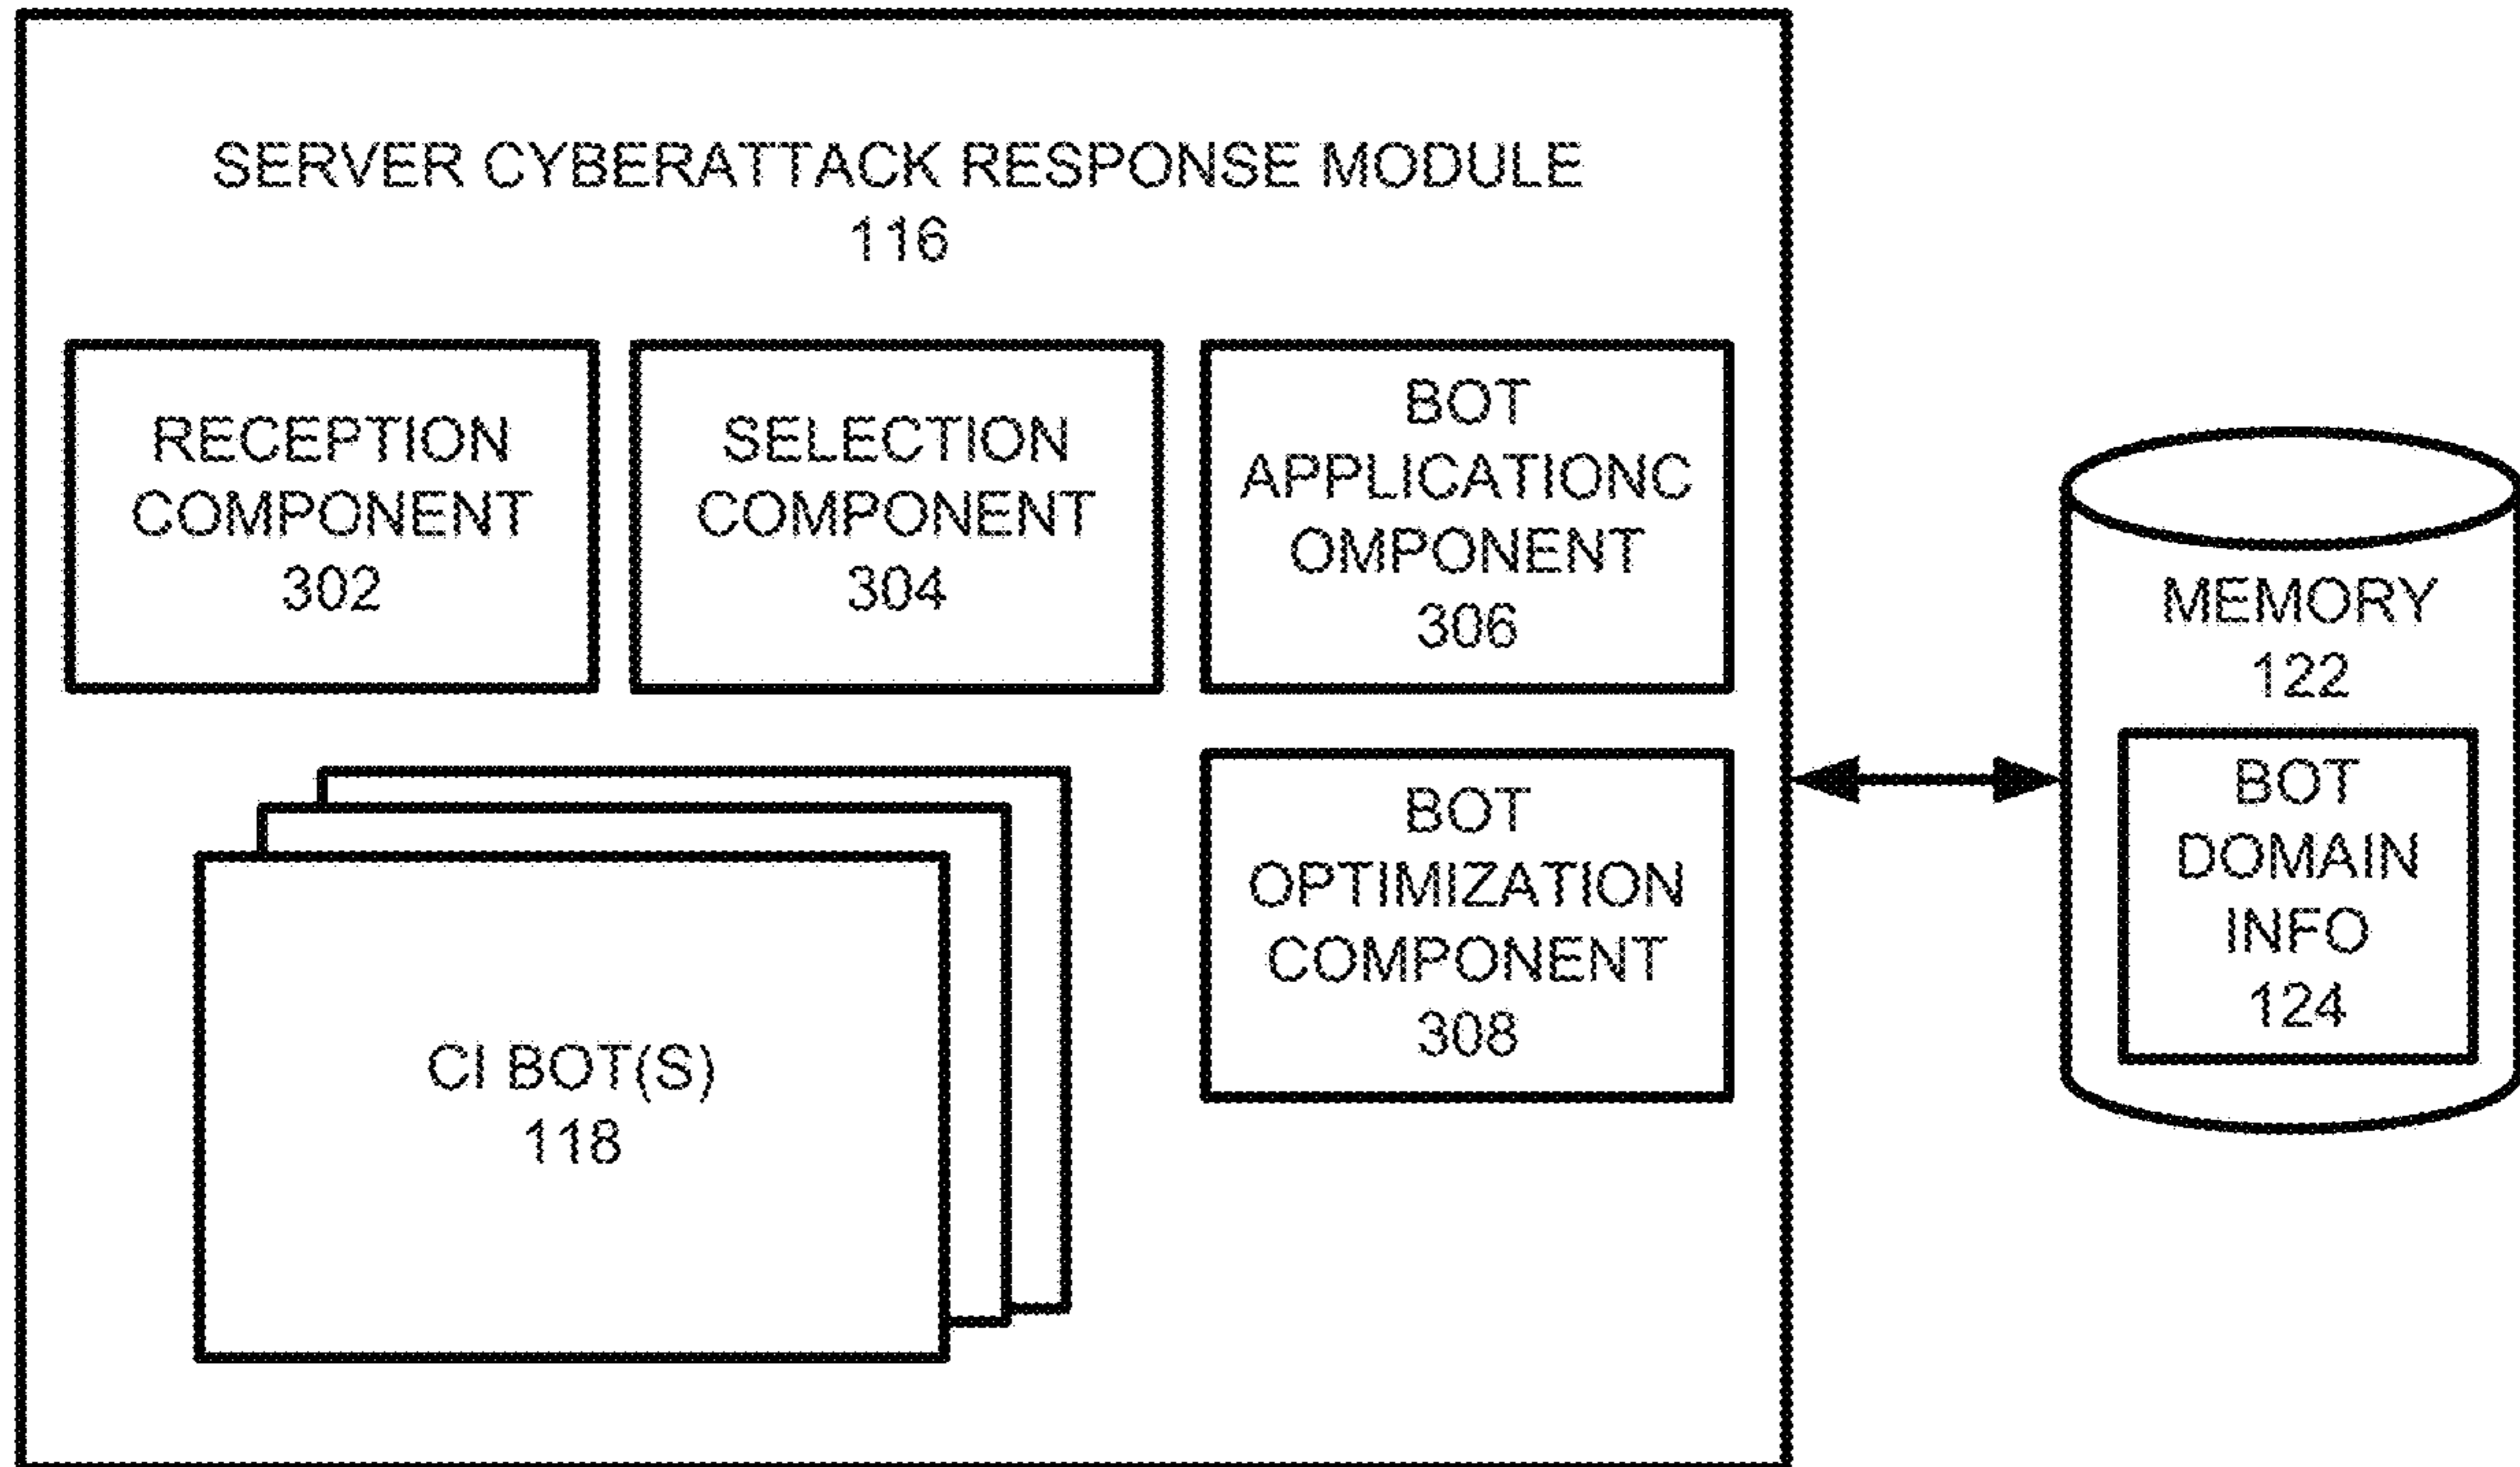 SERVER CYBERATTACK RESPONSE MODULE
116
RECEPTION
COMPONENT
302
SELECTION
COMPONENT
304
BOT
APPLICATIONC
OMPONENT
306
CI BOT(S)
118
BOT
OPTIMIZATION
COMPONENT
308
MEMORY
122
BOT
DOMAIN
INFO
124